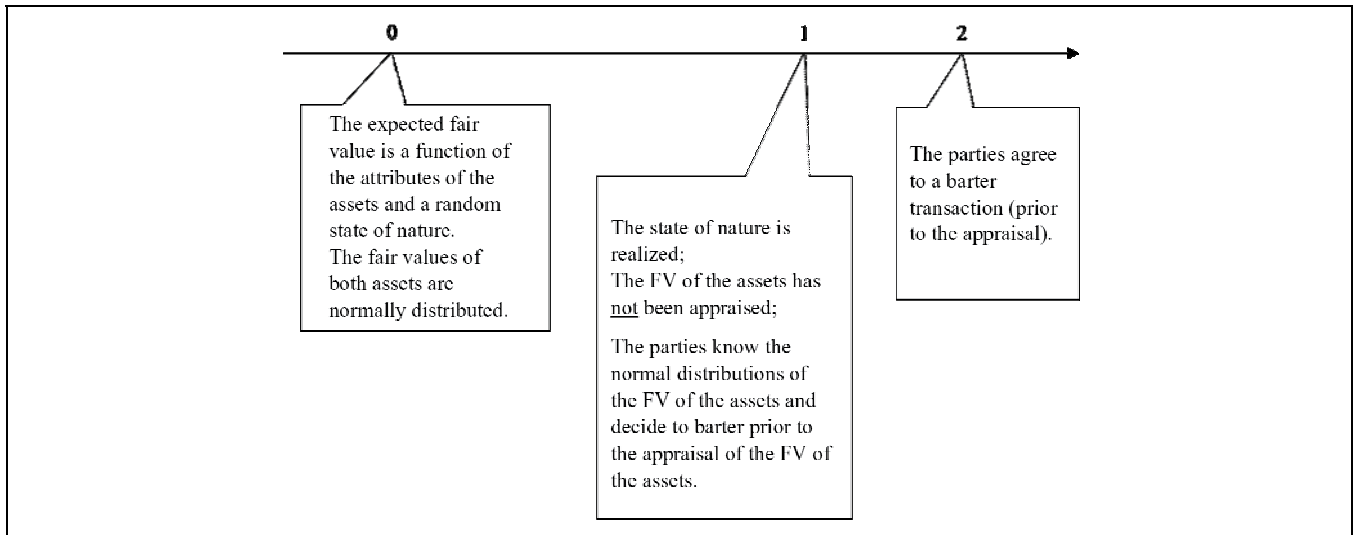 0
1
2
The expected fair
value is a function of
the attributes of the
assets and a random
state of nature.
The fair values of
both assets are
normally distributed.
The state of nature is
realized;
The FV of the assets has
not been appraised;
The parties know the
normal distributions of
the FV of the assets and
decide to barter prior to
the appraisal of the FV of
the assets.
The parties agree
to a barter
transaction (prior
to the appraisal).